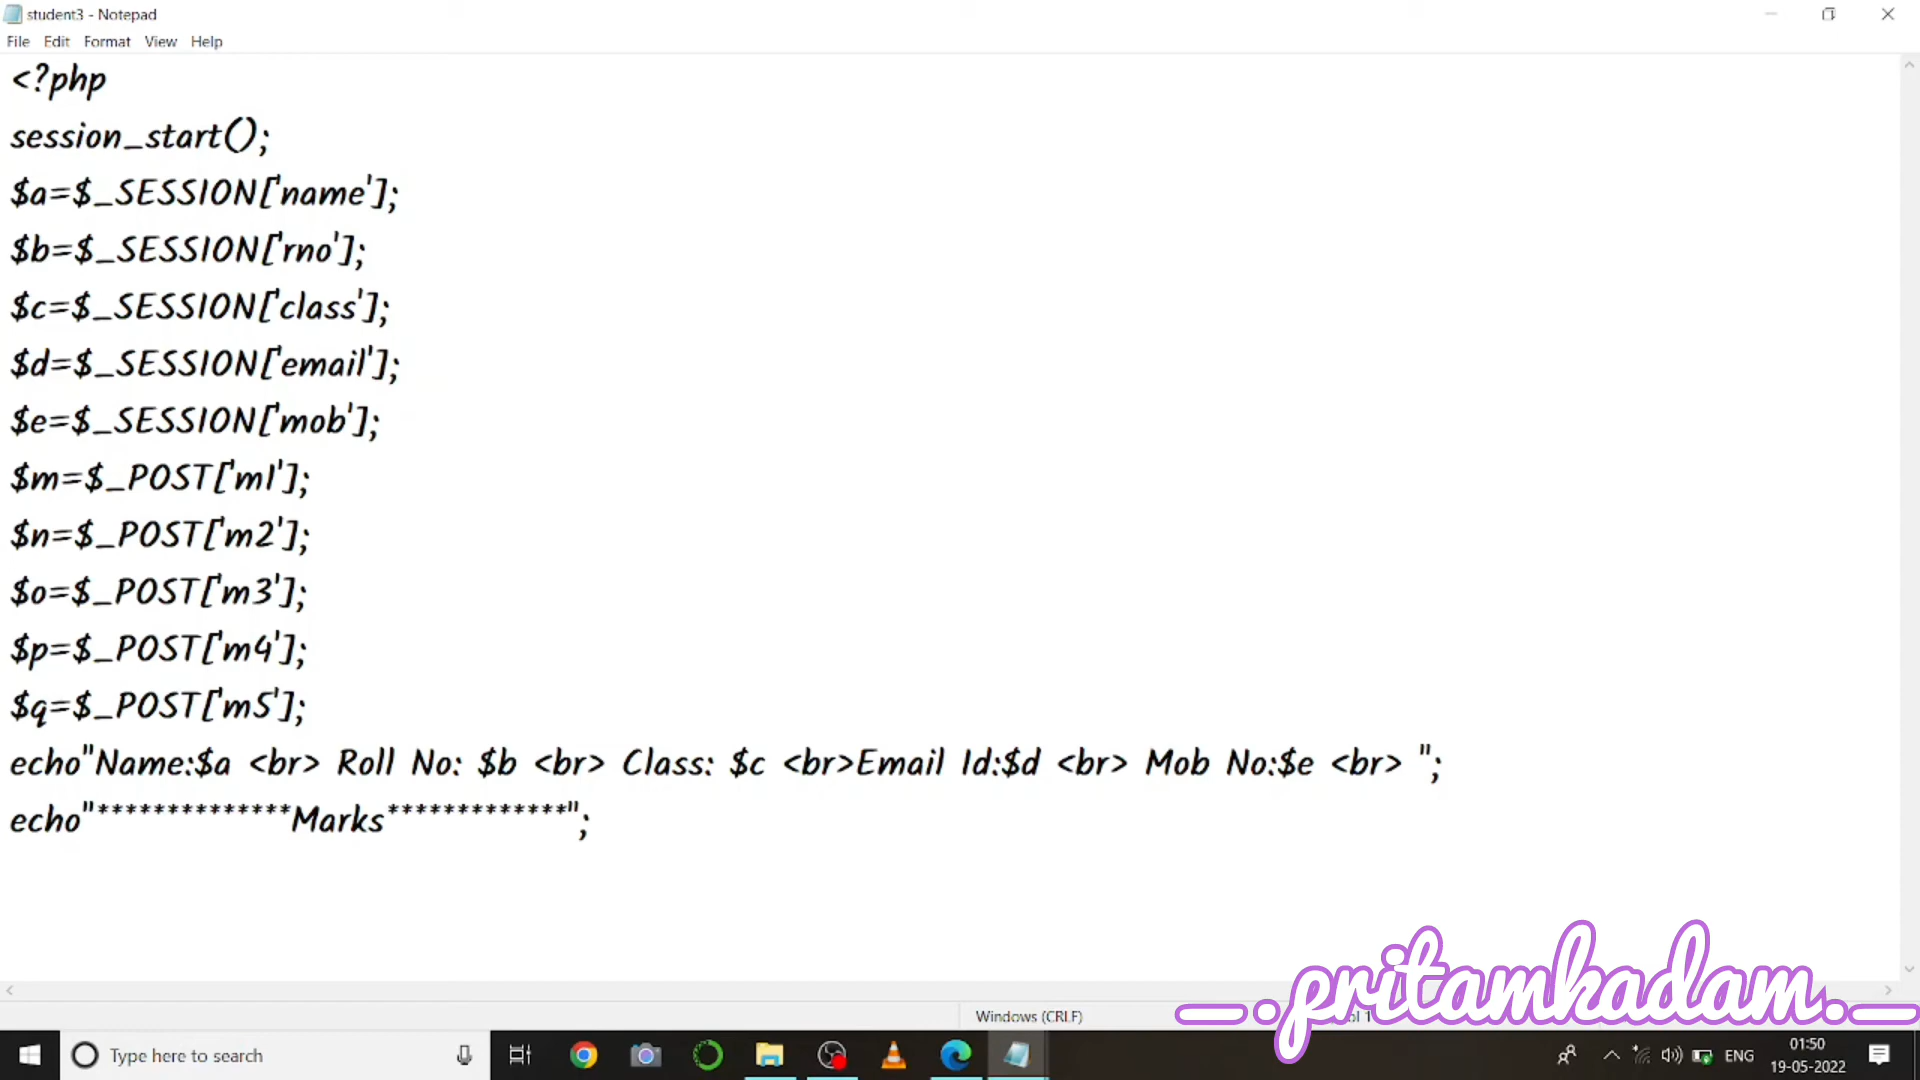 student3 - Notepad
File Edit Format View Help
<?php
session_start();
$a=$_SESSION['name'];
$b=$_SESSION['rno'];
$c=$_SESSION['class'];
$d=$_SESSION['email'];
$e=$_SESSION['mob'];
$m=$_POST['m1'];
$n=$_POST['m2'];
$o=$_POST['m3'];
$p=$_POST['m4'];
$q=$_POST['m5'];
echo"Name:$a <br> Roll No: $b <br> Class: $c <br>Email Id:$d <br> Mob No:$e <br> ";
echo"**************Marks*************";
_.pritamkadam._
Windows (CRLF)
Type here to search
ENG
01:50
19-05-2022